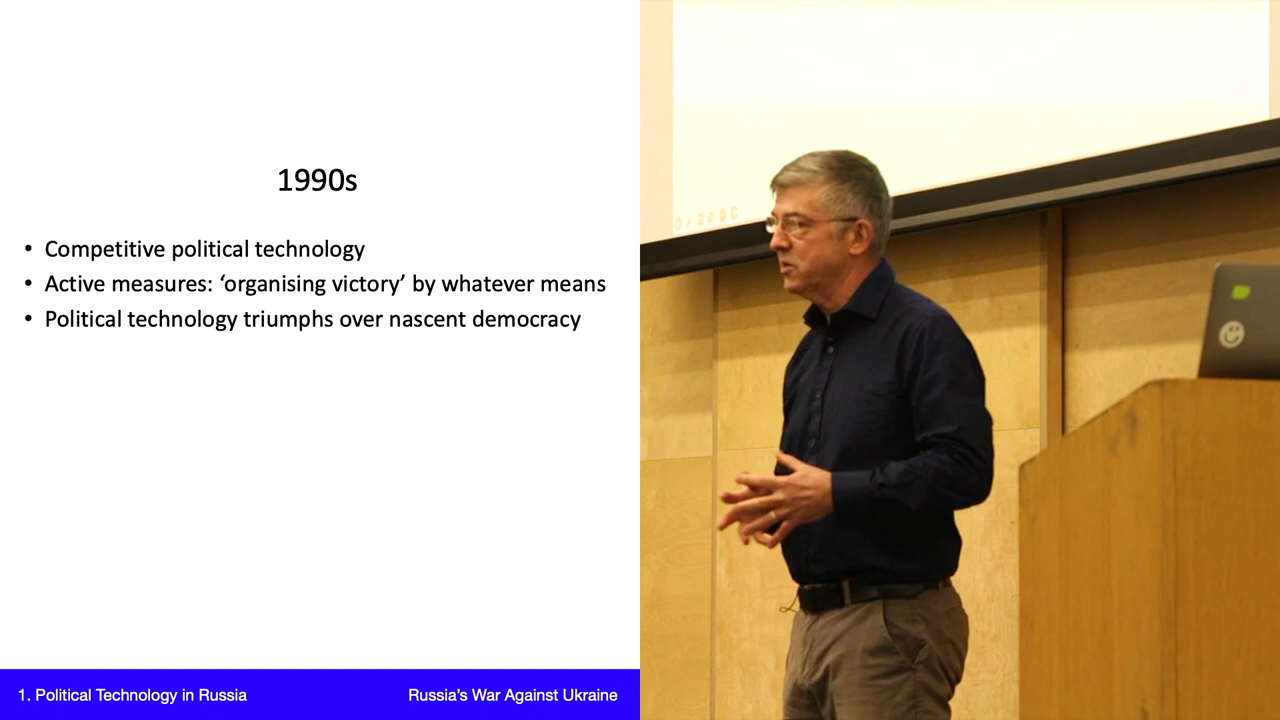 1990s
• Competitive political technology
• Active measures: ‘organising victory’ by whatever means
• Political technology triumphs over nascent democracy
1. Political Technology in Russia
Russia’s War Against Ukraine